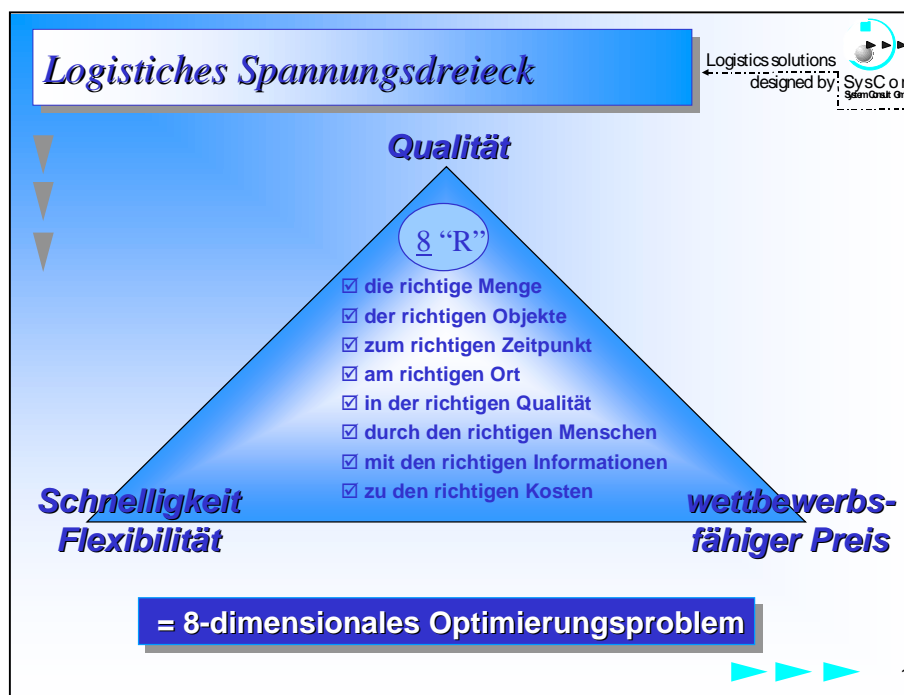 Logistiches Spannungsdreieck
Logistics solutions
designed by
SysCo
Qualität
8 “R”
☑ die richtige Menge
☑ der richtigen Objekte
☑ zum richtigen Zeitpunkt
☑ am richtigen Ort
☑ in der richtigen Qualität
☑ durch den richtigen Menschen
☑ mit den richtigen Informationen
☑ zu den richtigen Kosten
Schnelligkeit
Flexibilität
wettbewerbs-
fähiger Preis
= 8-dimensionales Optimierungsproblem